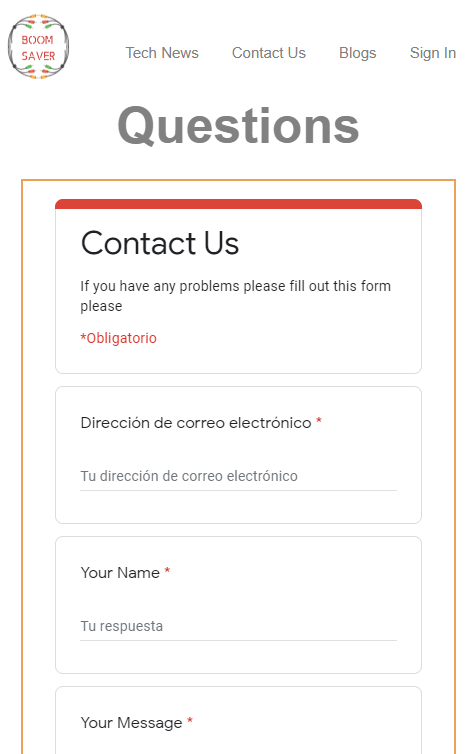 BOOM
SAVER
Tech News Contact Us Blogs Sign In
Questions
Contact Us
If you have any problems please fill out this form
please
*Obligatorio
Dirección de correo electrónico *
Tu dirección de correo electrónico
Your Name *
Tu respuesta
Your Message *